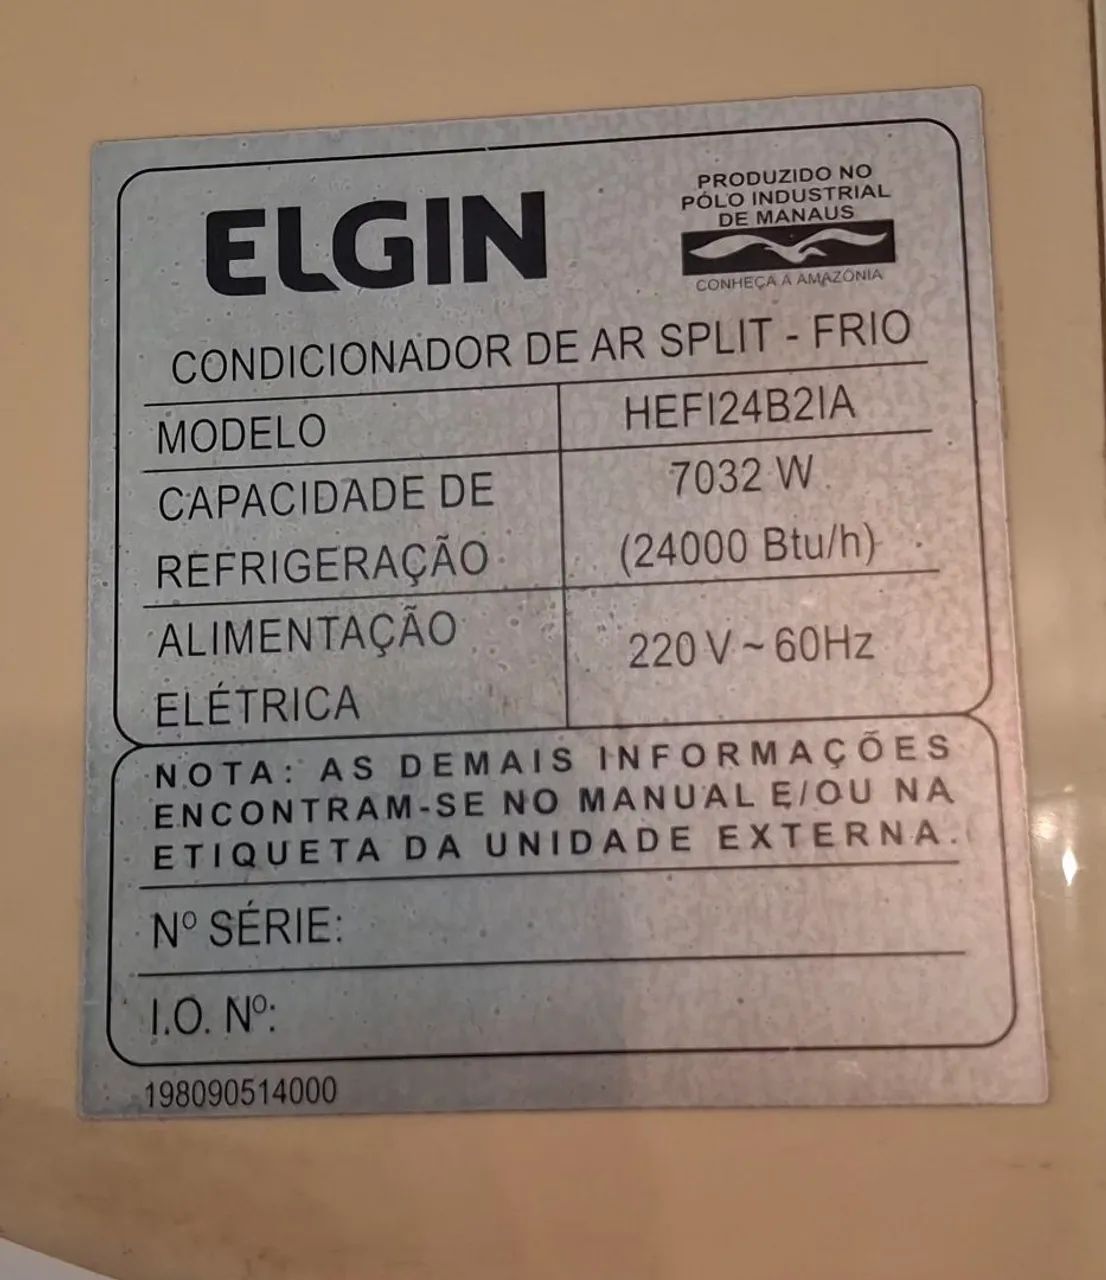 ELGIN
PRODUZIDO NO
PÓLO INDUSTRIAL
DE MANAUS
CONHEÇA A AMAZÔNIA
CONDICIONADOR DE AR SPLIT - FRIO
MODELO HEFI24B2IA
CAPACIDADE DE 7032 W
REFRIGERAÇÃO (24000 Btu/h)
ALIMENTAÇÃO
ELÉTRICA 220 V ~ 60Hz
NOTA: AS DEMAIS INFORMAÇÕES
ENCONTRAM-SE NO MANUAL E/OU NA
ETIQUETA DA UNIDADE EXTERNA.
Nº SÉRIE:
I.O. Nº:
198090514000